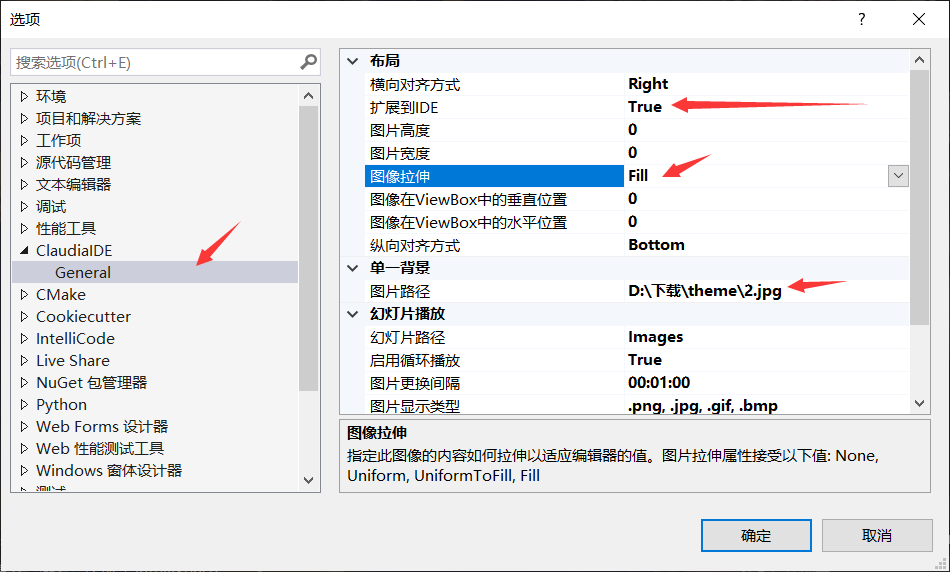 选项
搜索选项(Ctrl+E)
环境
项目和解决方案
工作项
源代码管理
文本编辑器
调试
性能工具
ClaudiaIDE
General
CMake
Cookiecutter
IntelliCode
Live Share
NuGet 包管理器
Python
Web Forms 设计器
Web 性能测试工具
Windows 窗体设计器
测试
布局
横向对齐方式 Right
扩展到IDE True
图片高度 0
图片宽度 0
图像拉伸 Fill
图像在ViewBox中的垂直位置 0
图像在ViewBox中的水平位置 0
纵向对齐方式 Bottom
单一背景
图片路径 D:\下载\theme\2.jpg
幻灯片播放
幻灯片路径 Images
启用循环播放 True
图片更换间隔 00:01:00
图片显示类型 .png, .jpg, .gif, .bmp
图像拉伸
指定此图像的内容如何拉伸以适应编辑器的值。图片拉伸属性接受以下值: None,
Uniform, UniformToFill, Fill
确定
取消